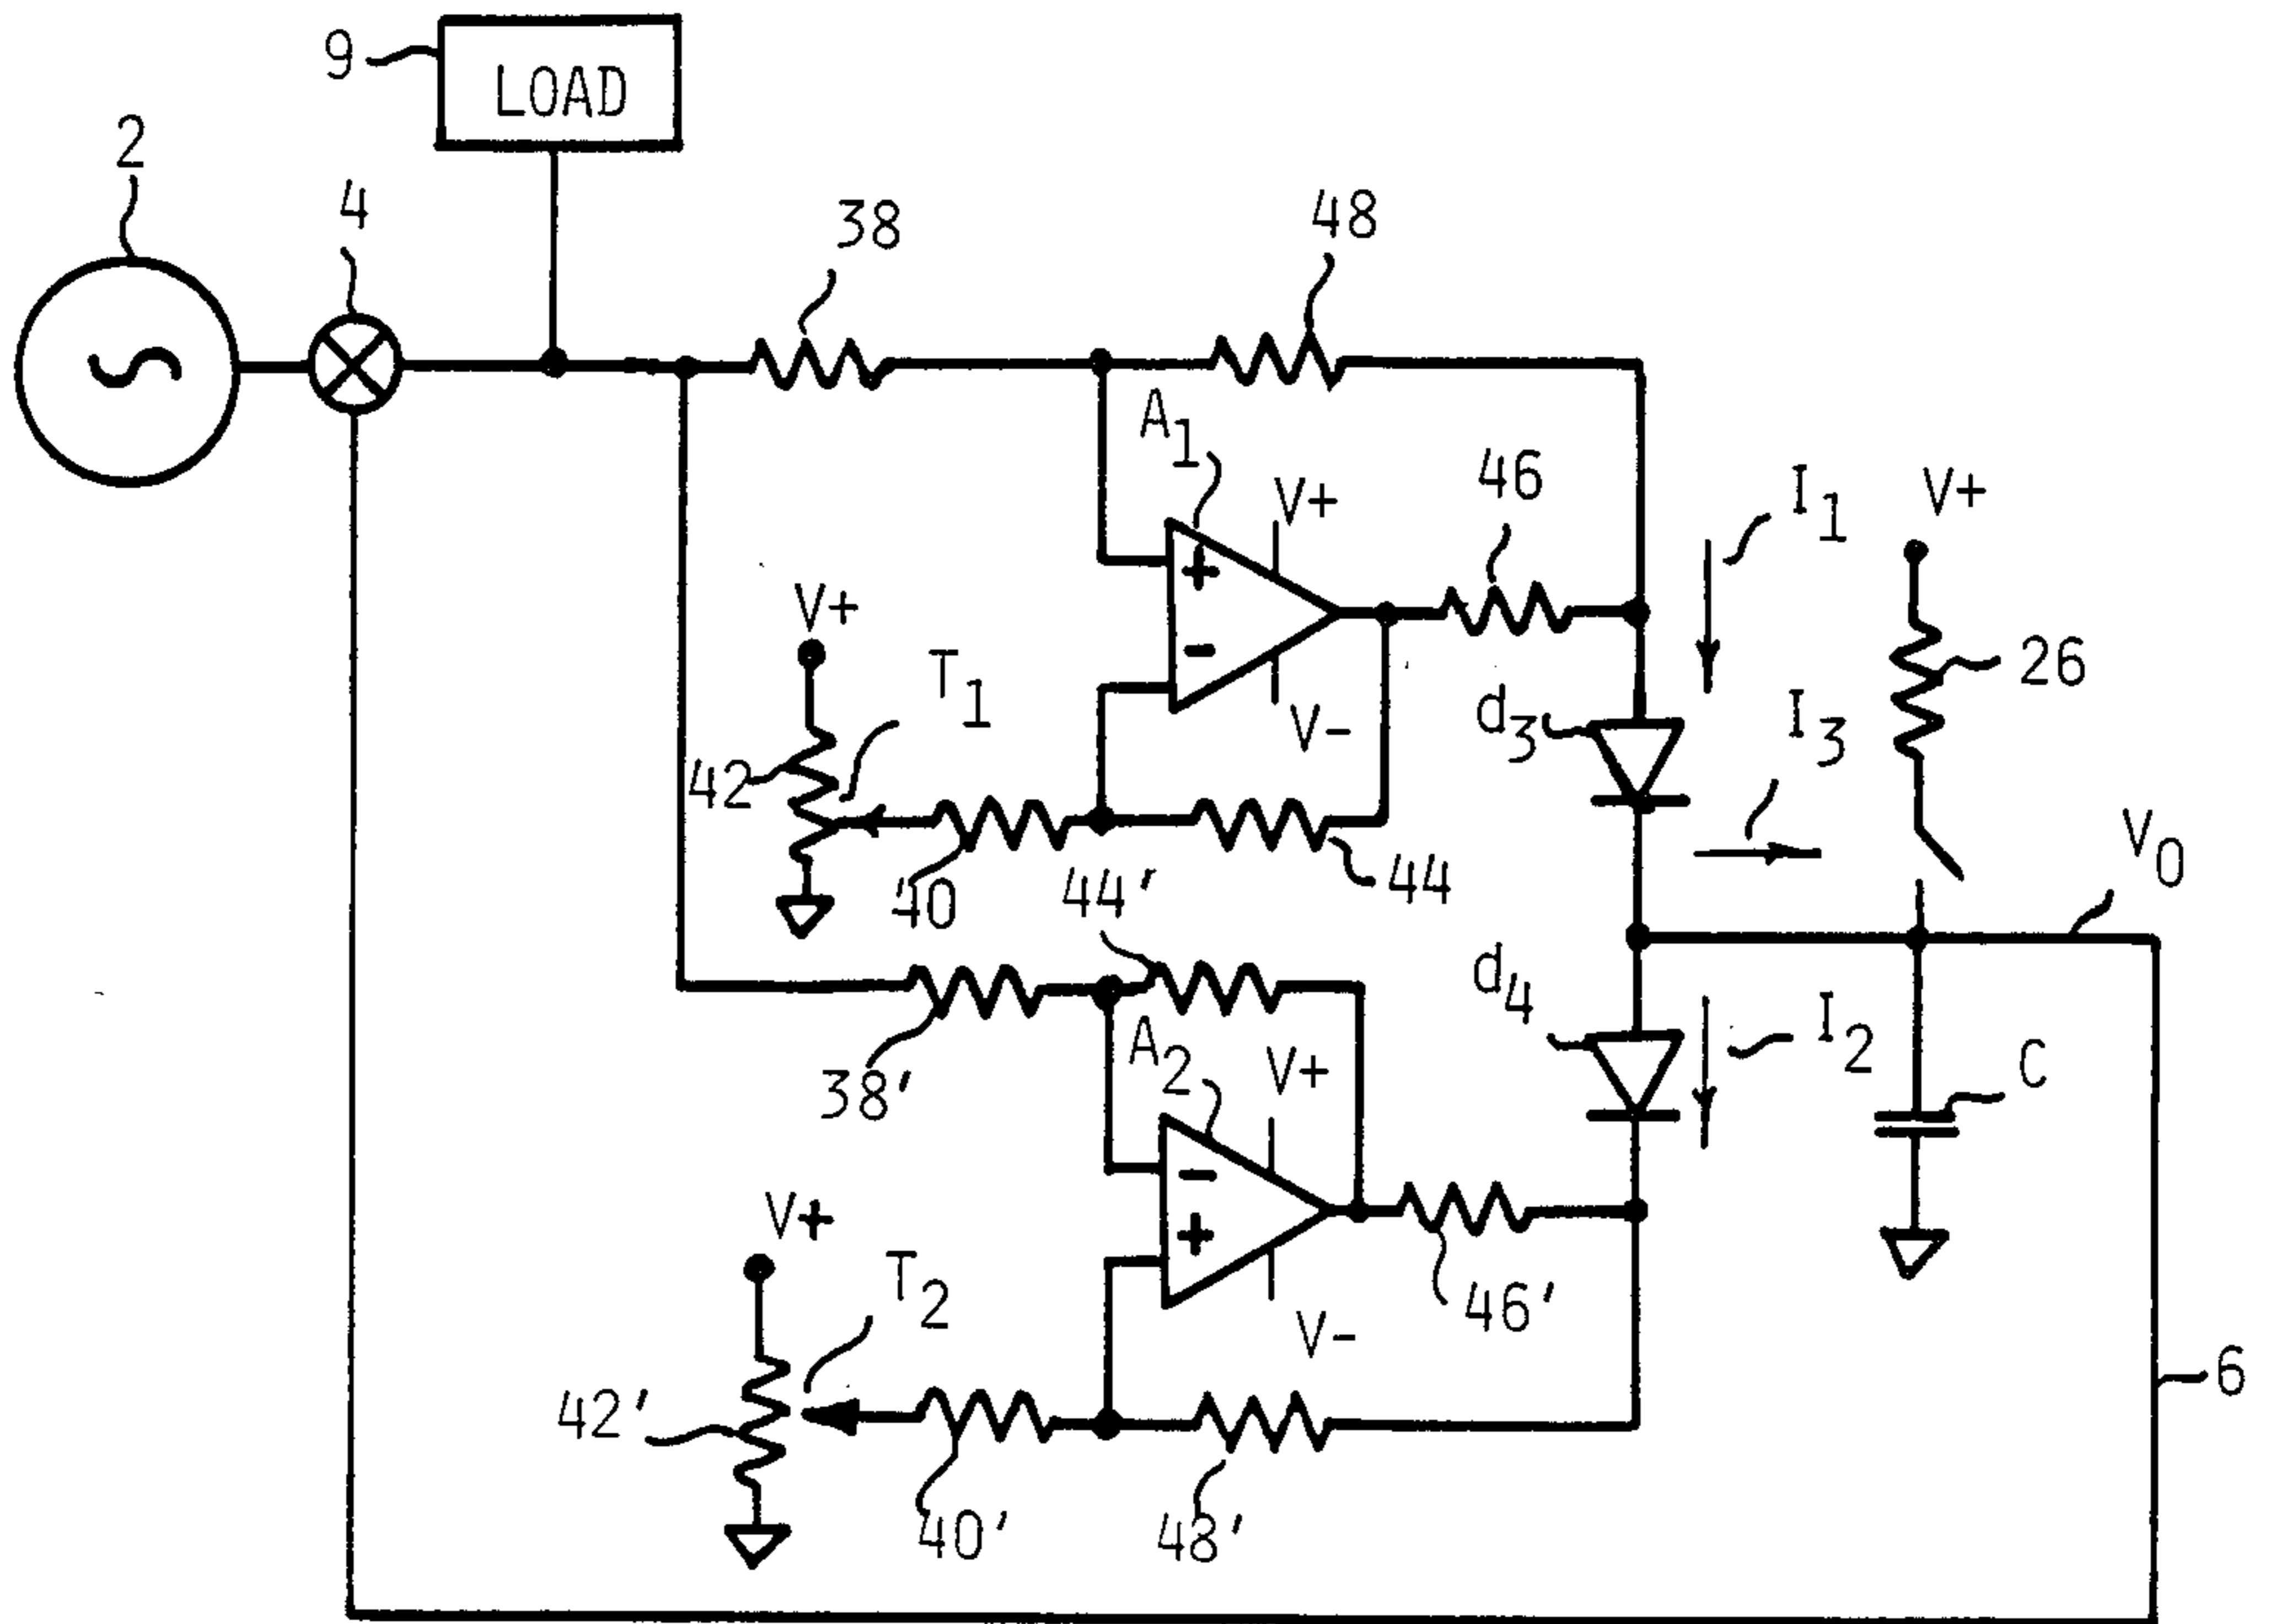 9
LOAD
2
4
38
48
A1
V+
46
I1
V+
+
26
V+
T1
-
V-
d3
I3
42
V0
40
44'
44
d4
38'
A2
V+
I2
C
-
V+
+
T2
46'
V-
6
42'
40'
48'